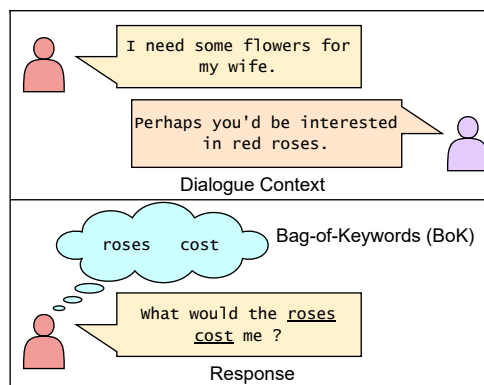 I need some flowers for
my wife.
Perhaps you'd be interested
in red roses.
Dialogue Context
roses cost
Bag-of-Keywords (BoK)
What would the roses
cost me ?
Response